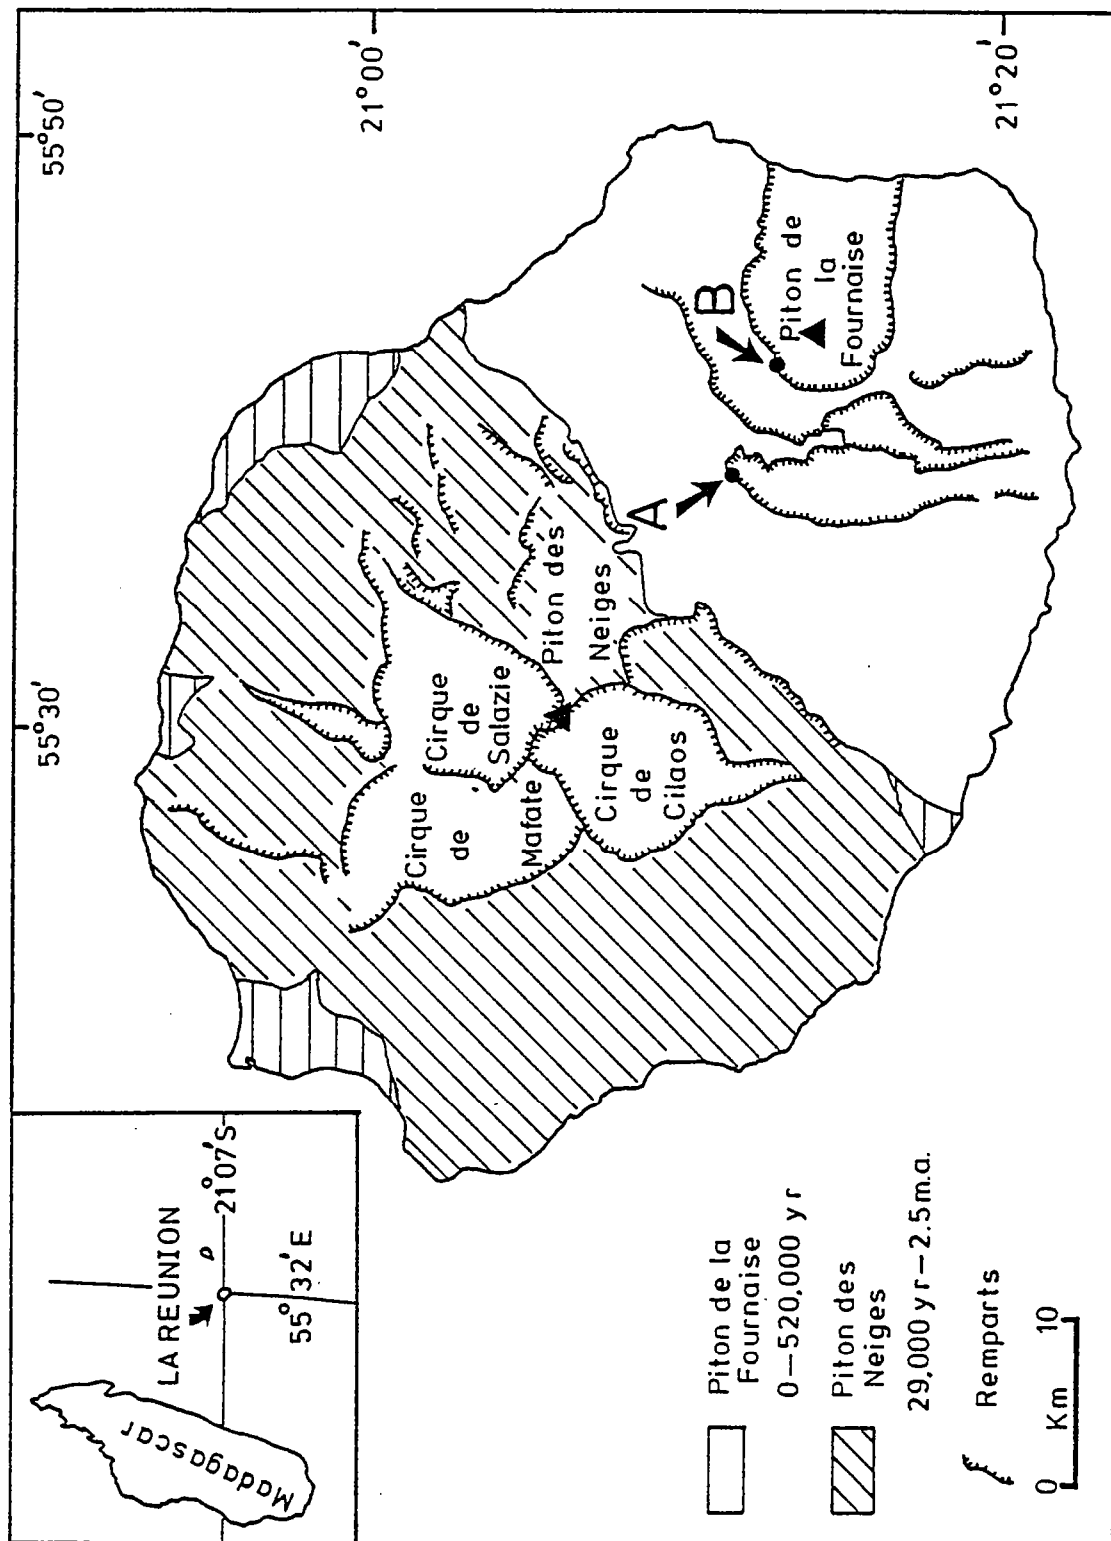 55°30'
55°50'
21°00'
21°20'
LA REUNION
Madagascar
21°07'S
55°32'E
Cirque
de
Mafate
Cirque
de
Salazie
Cirque
de
Cilaos
Piton des
Neiges
A
B
Piton de
la
Fournaise
Piton de la
Fournaise
0–520,000 yr
Piton des
Neiges
29,000 yr–2.5m.a.
Remparts
0
Km
10